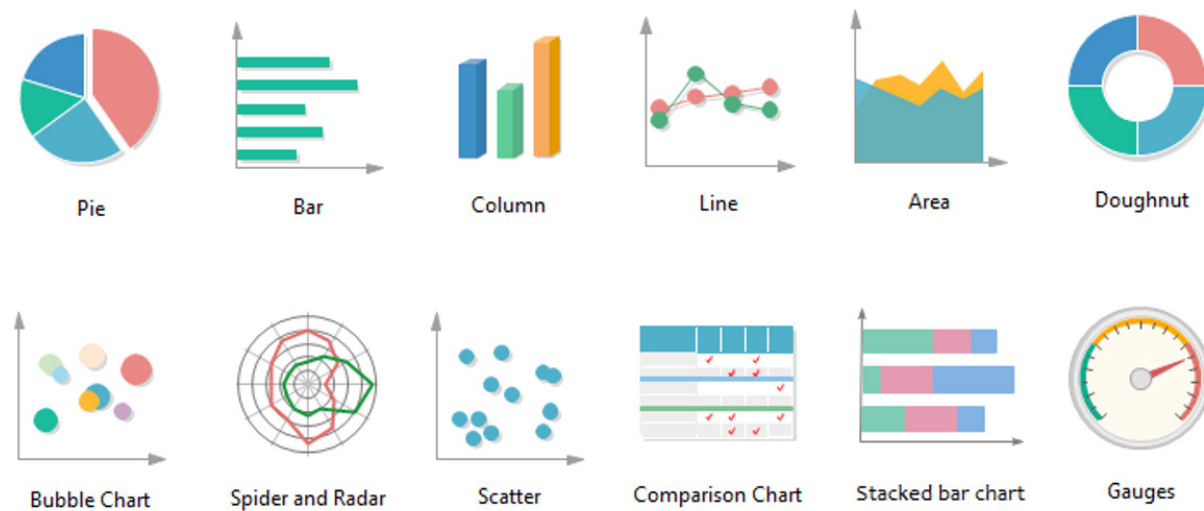 Pie
Bar
Column
Line
Area
Doughnut
Bubble Chart
Spider and Radar
Scatter
Comparison Chart
Stacked bar chart
Gauges